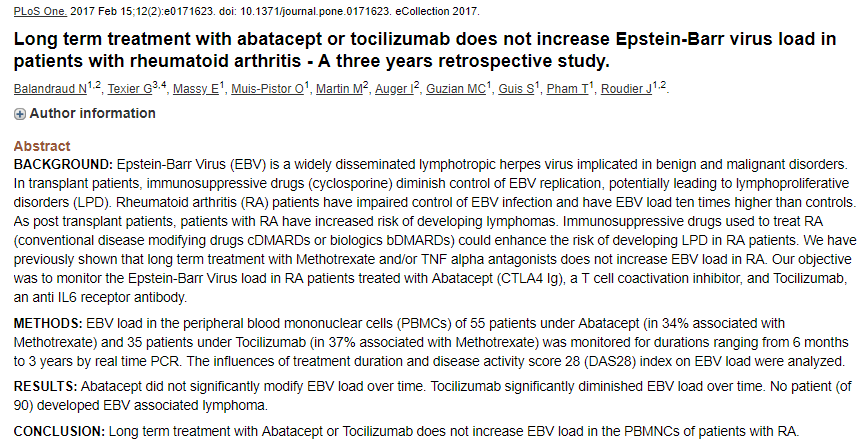 PLoS One. 2017 Feb 15;12(2):e0171623. doi: 10.1371/journal.pone.0171623. eCollection 2017.
Long term treatment with abatacept or tocilizumab does not increase Epstein-Barr virus load in
patients with rheumatoid arthritis - A three years retrospective study.
Balandraud N1,2, Texier G3,4, Massy E1, Muis-Pistor O1, Martin M2, Auger I2, Guzian MC1, Guis S1, Pham T1, Roudier J1,2.
Author information
Abstract
BACKGROUND: Epstein-Barr Virus (EBV) is a widely disseminated lymphotropic herpes virus implicated in benign and malignant disorders.
In transplant patients, immunosuppressive drugs (cyclosporine) diminish control of EBV replication, potentially leading to lymphoproliferative
disorders (LPD). Rheumatoid arthritis (RA) patients have impaired control of EBV infection and have EBV load ten times higher than controls.
As post transplant patients, patients with RA have increased risk of developing lymphomas. Immunosuppressive drugs used to treat RA
(conventional disease modifying drugs cDMARDs or biologics bDMARDs) could enhance the risk of developing LPD in RA patients. We have
previously shown that long term treatment with Methotrexate and/or TNF alpha antagonists does not increase EBV load in RA. Our objective
was to monitor the Epstein-Barr Virus load in RA patients treated with Abatacept (CTLA4 Ig), a T cell coactivation inhibitor, and Tocilizumab,
an anti IL6 receptor antibody.
METHODS: EBV load in the peripheral blood mononuclear cells (PBMCs) of 55 patients under Abatacept (in 34% associated with
Methotrexate) and 35 patients under Tocilizumab (in 37% associated with Methotrexate) was monitored for durations ranging from 6 months
to 3 years by real time PCR. The influences of treatment duration and disease activity score 28 (DAS28) index on EBV load were analyzed.
RESULTS: Abatacept did not significantly modify EBV load over time. Tocilizumab significantly diminished EBV load over time. No patient (of
90) developed EBV associated lymphoma.
CONCLUSION: Long term treatment with Abatacept or Tocilizumab does not increase EBV load in the PBMNCs of patients with RA.